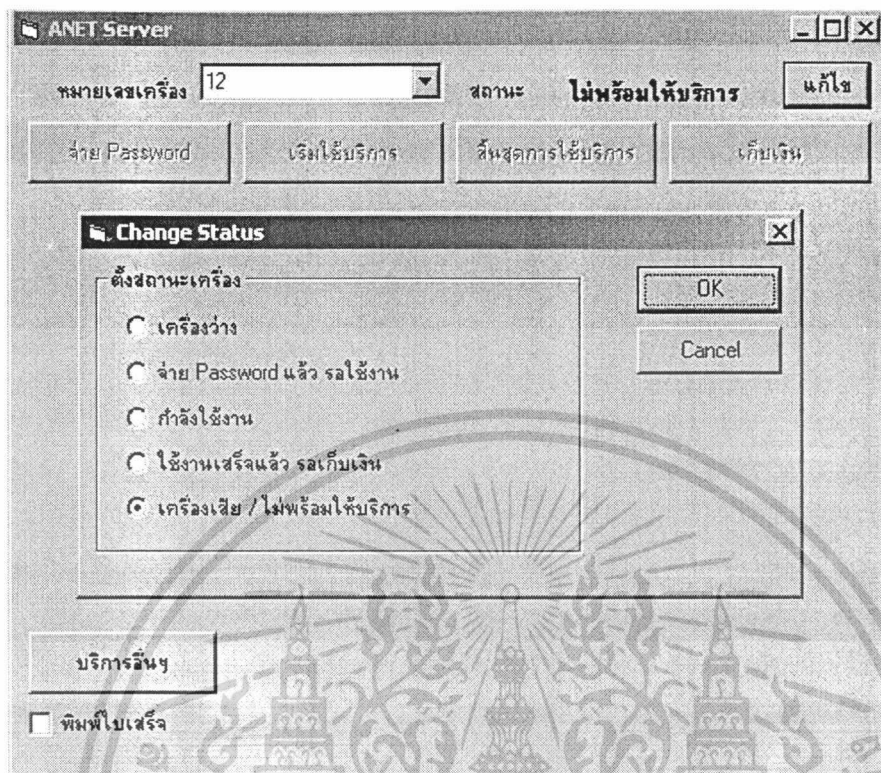 ANET Server
หมายเลขเครื่อง 12 สถานะ ไม่พร้อมให้บริการ แก้ไข
จ่าย Password เริ่มใช้บริการ สิ้นสุดการใช้บริการ เก็บเงิน
Change Status
ตั้งสถานะเครื่อง
OK
เครื่องว่าง
Cancel
จ่าย Password แล้ว รอใช้งาน
กำลังใช้งาน
ใช้งานเสร็จแล้ว รอเก็บเงิน
เครื่องเสีย / ไม่พร้อมให้บริการ
บริการอื่นๆ
พิมพ์ใบเสร็จ